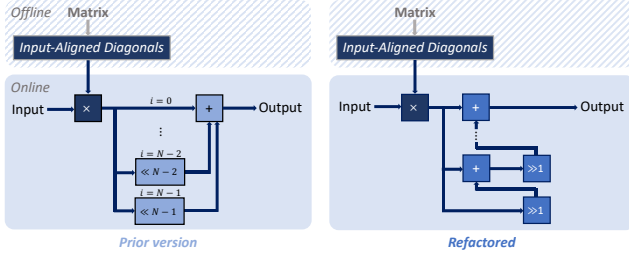 Offline
Matrix
Input-Aligned Diagonals
Online
Input
×
i = 0
+
Output
⋮
i = N − 2
≪ N − 2
i = N − 1
≪ N − 1
Prior version
Matrix
Input-Aligned Diagonals
Input
×
+
Output
+
≫1
≫1
Refactored